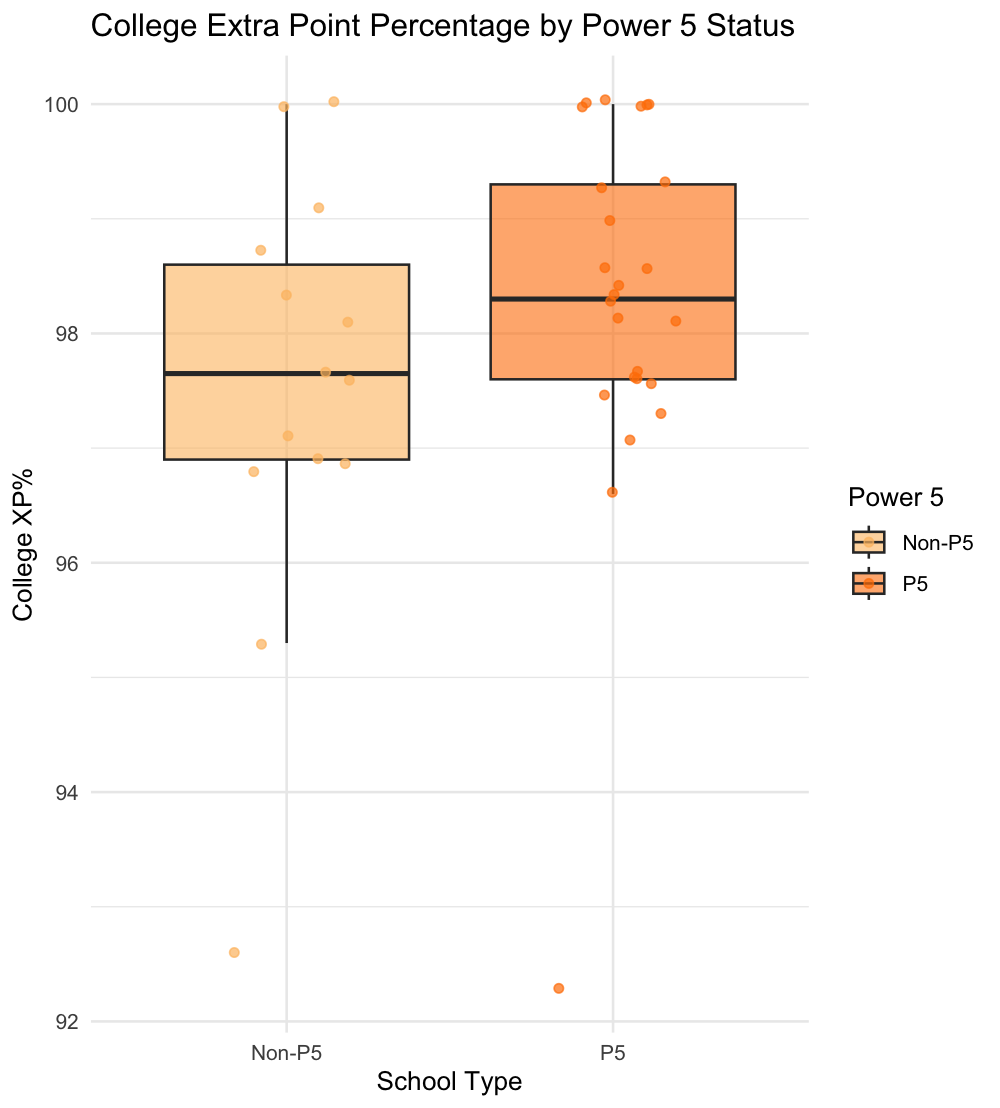 College Extra Point Percentage by Power 5 Status
100
98
96
94
92
College XP%
Non-P5
P5
School Type
Power 5
Non-P5
P5